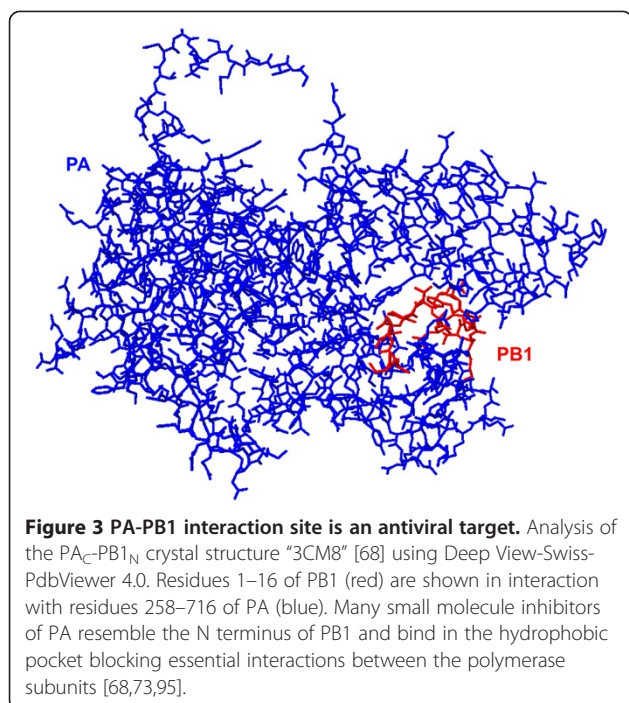 PA
PB1
Figure 3 PA-PB1 interaction site is an antiviral target. Analysis of
the PAC-PB1N crystal structure “3CM8” [68] using Deep View-Swiss-
PdbViewer 4.0. Residues 1–16 of PB1 (red) are shown in interaction
with residues 258–716 of PA (blue). Many small molecule inhibitors
of PA resemble the N terminus of PB1 and bind in the hydrophobic
pocket blocking essential interactions between the polymerase
subunits [68,73,95].